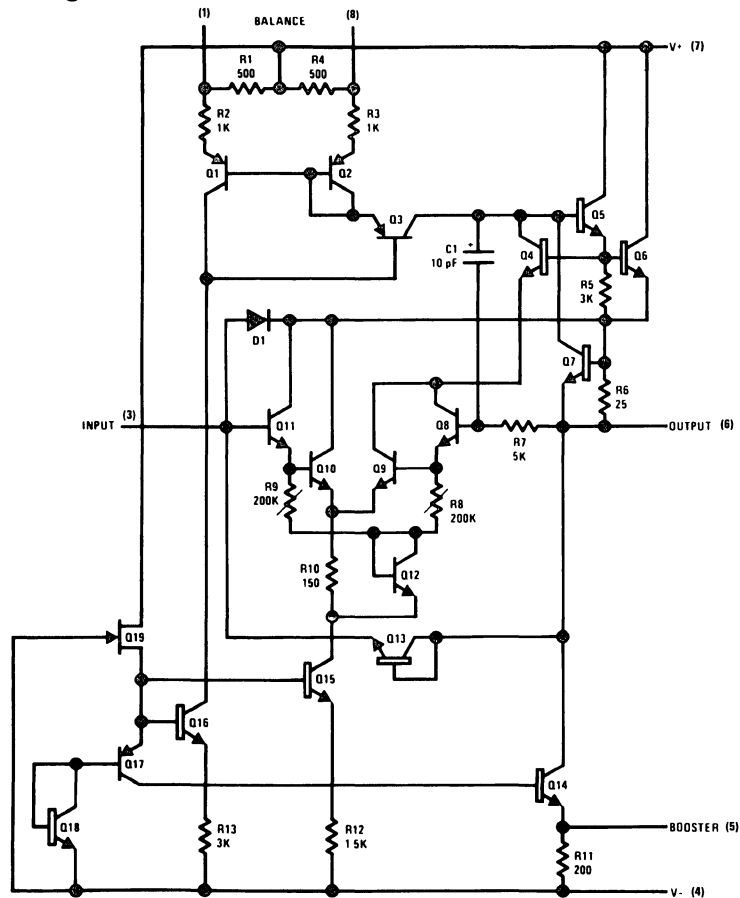 (1)
BALANCE
(8)
V+ (7)
R1
500
R4
500
R2
1K
R3
1K
Q1
Q2
Q3
Q5
C1
+
10 pF
Q4
Q6
R5
3K
D1
Q7
R6
25
INPUT (3)
Q11
Q8
OUTPUT (6)
R7
5K
Q10
Q9
R9
200K
R8
200K
R10
150
Q12
Q19
Q13
Q15
Q16
Q17
Q14
Q18
BOOSTER (5)
R13
3K
R12
1 5K
R11
200
V- (4)